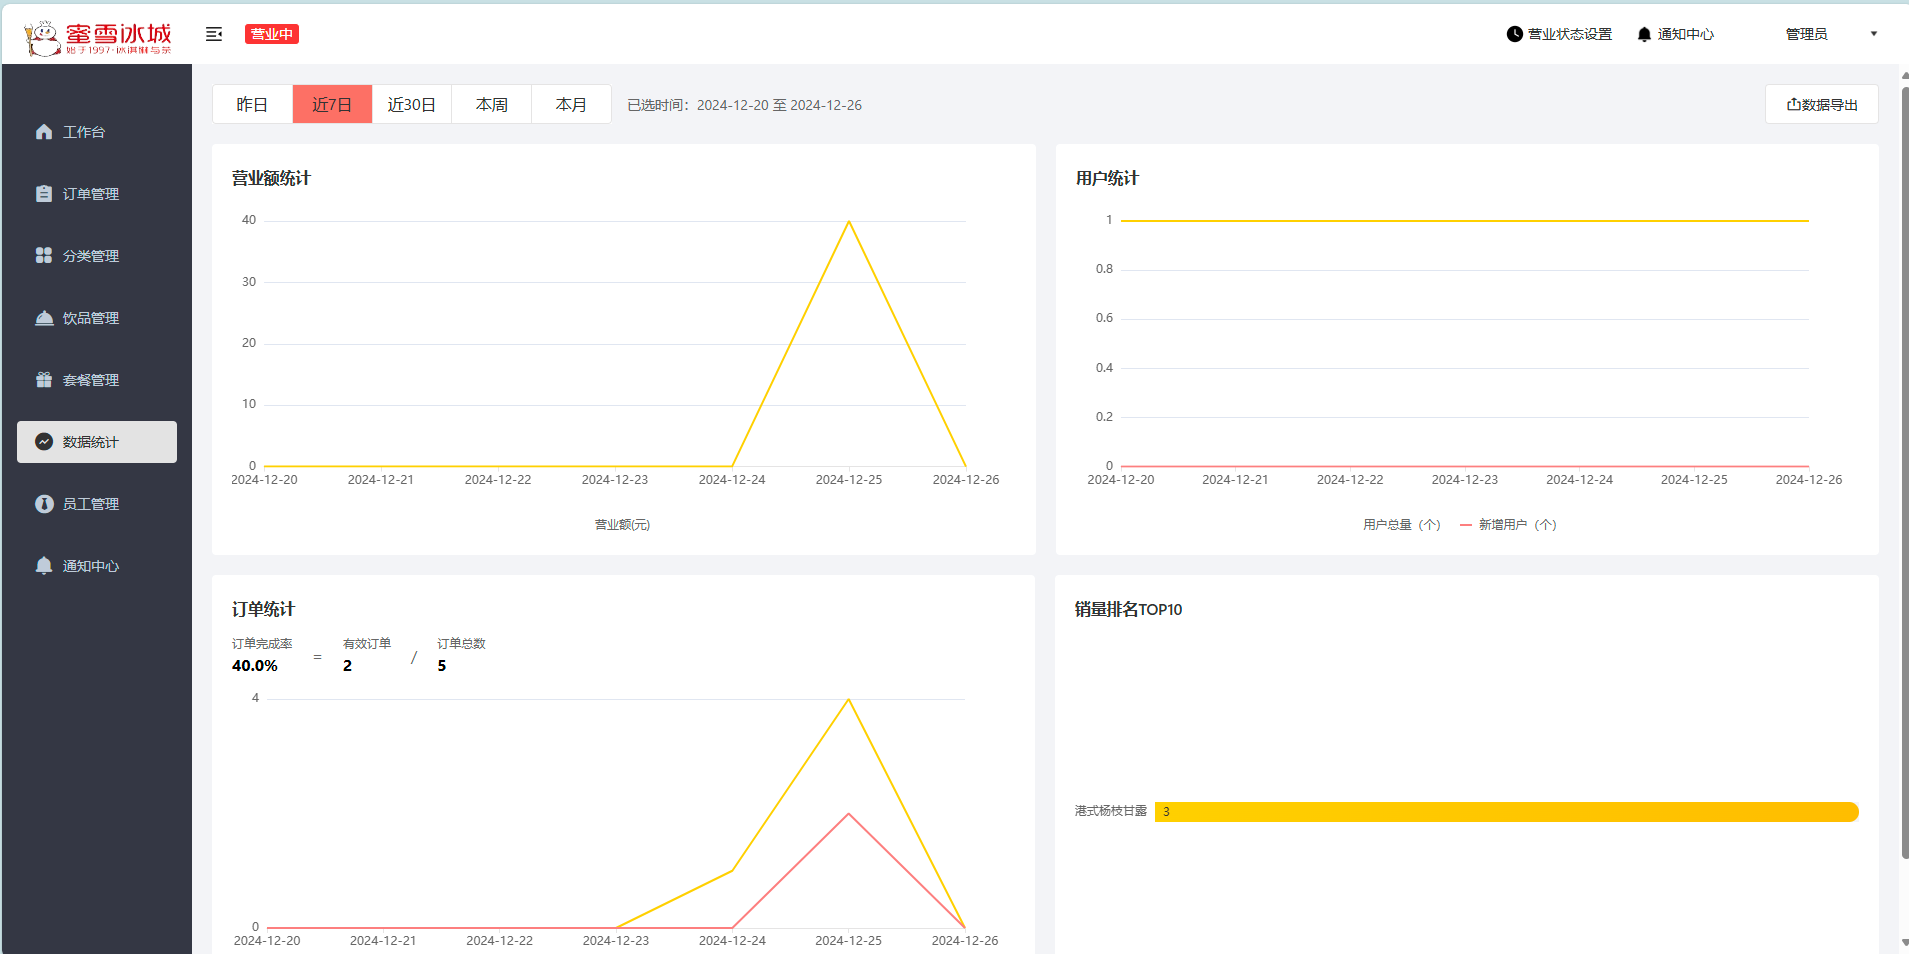 蜜雪冰城
始于1997·冰淇淋与茶
营业中
营业状态设置
通知中心
管理员
工作台
订单管理
分类管理
饮品管理
套餐管理
数据统计
员工管理
通知中心
昨日
近7日
近30日
本周
本月
已选时间：2024-12-20 至 2024-12-26
数据导出
营业额统计
40
30
20
10
0
2024-12-20 2024-12-21 2024-12-22 2024-12-23 2024-12-24 2024-12-25 2024-12-26
营业额(元)
用户统计
1
0.8
0.6
0.4
0.2
0
2024-12-20 2024-12-21 2024-12-22 2024-12-23 2024-12-24 2024-12-25 2024-12-26
用户总量（个） 新增用户（个）
订单统计
订单完成率 有效订单 订单总数
40.0% = 2 / 5
4
0
2024-12-20 2024-12-21 2024-12-22 2024-12-23 2024-12-24 2024-12-25 2024-12-26
销量排名TOP10
港式杨枝甘露 3